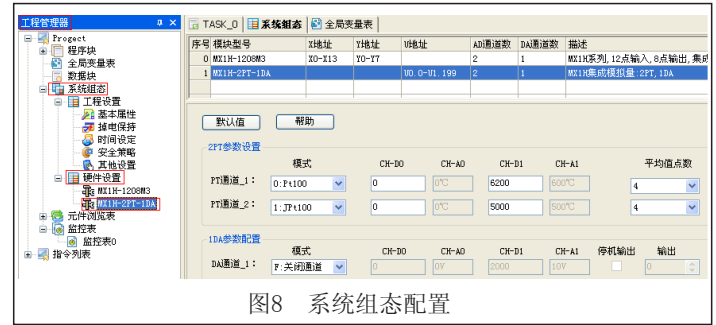 工程管理器
Progect
程序块
全局变量表
数据块
系统组态
工程设置
基本属性
掉电保持
时间设定
安全策略
其他设置
硬件设置
MX1H-1208M3
MX1H-2PT-1DA
元件浏览表
监控表
监控表0
指令列表
TASK_0 系统组态 全局变量表
序号 模块型号 X地址 Y地址 U地址 AD通道数 DA通道数 描述
0 MX1H-1208M3 X0-X13 Y0-Y7 2 1 MX1H系列,12点输入,8点输出,集成
1 MX1H-2PT-1DA U0.0-U1.199 2 1 MX1H集成模拟量:2PT,1DA
默认值 帮助
2PT参数设置
模式 CH-D0 CH-A0 CH-D1 CH-A1 平均值点数
PT通道_1: 0:Pt100 0 0℃ 6200 600℃ 4
PT通道_2: 1:JPt100 0 0℃ 5000 500℃ 4
1DA参数配置
模式 CH-D0 CH-A0 CH-D1 CH-A1 停机输出 输出
DA通道_1: F:关闭通道 0 0V 2000 10V 0
图8 系统组态配置